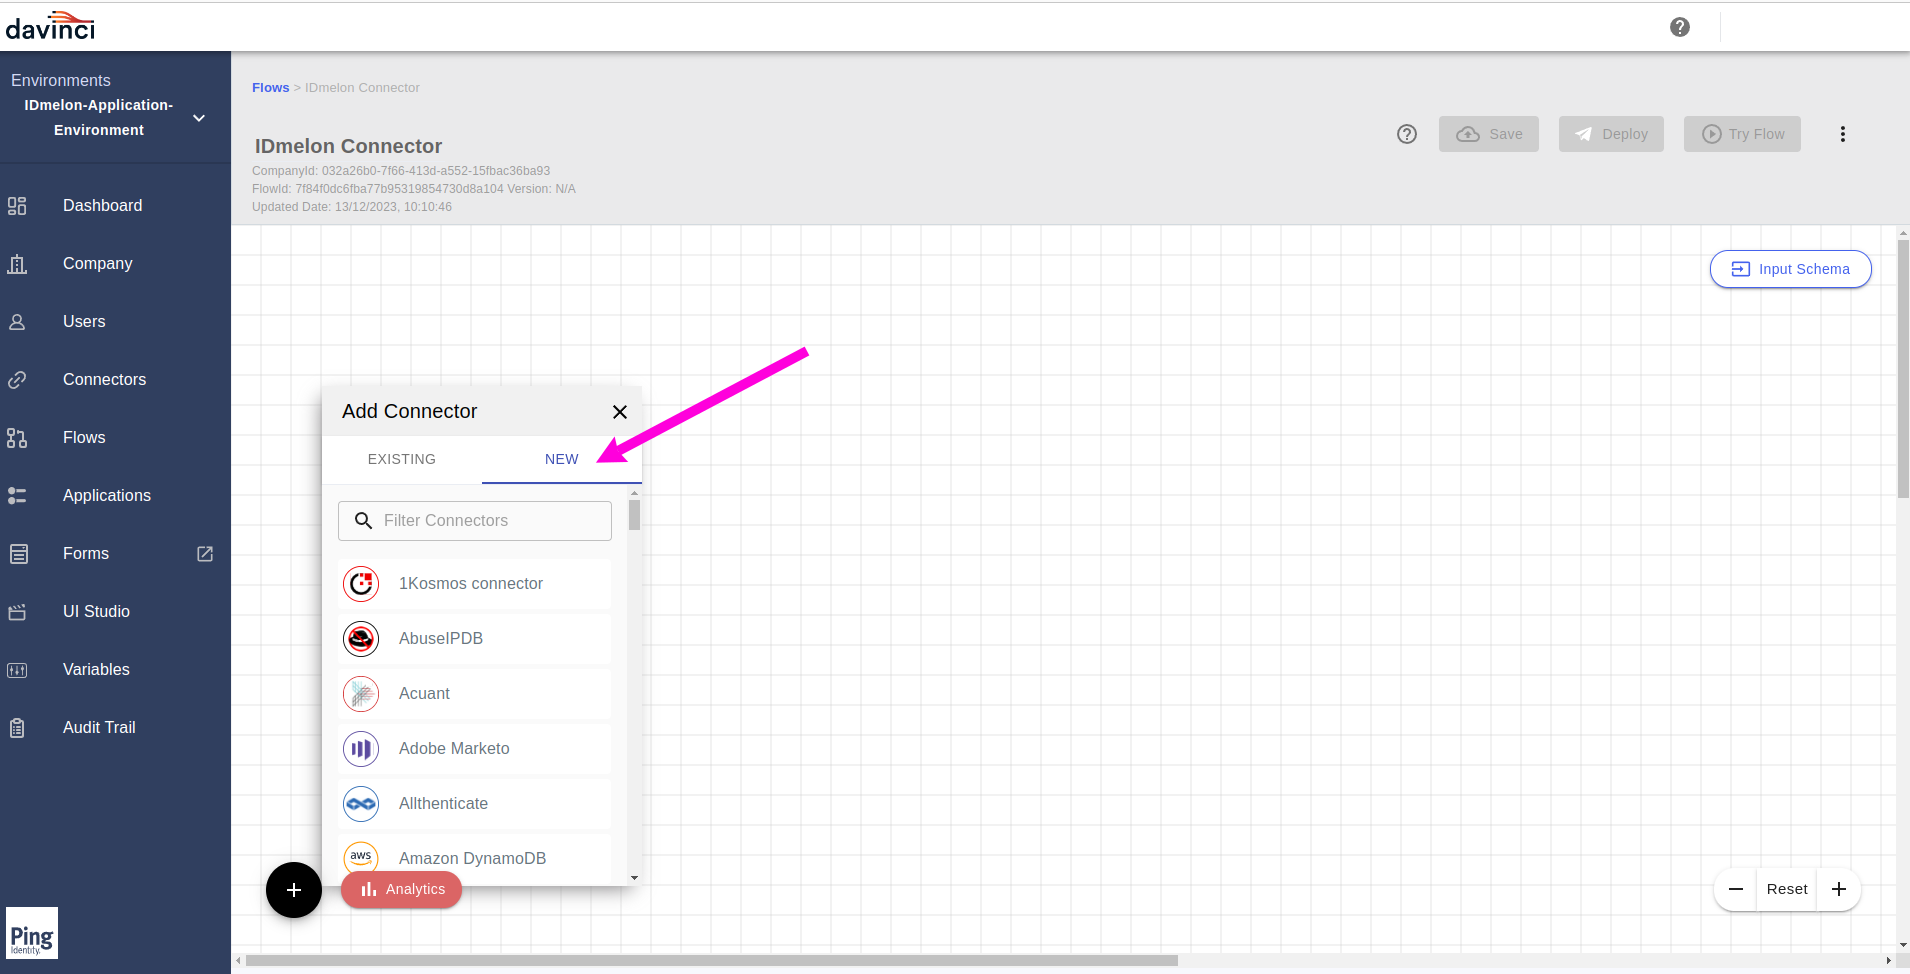 davinci
Environments
IDmelon-Application-
Environment
Dashboard
Company
Users
Connectors
Flows
Applications
Forms
UI Studio
Variables
Audit Trail
Ping
Identity.
Flows > IDmelon Connector
IDmelon Connector
CompanyId: 032a26b0-7f66-413d-a552-15fbac36ba93
FlowId: 7f84f0dc6fba77b95319854730d8a104 Version: N/A
Updated Date: 13/12/2023, 10:10:46
Save
Deploy
Try Flow
Input Schema
Add Connector
EXISTING
NEW
Filter Connectors
1Kosmos connector
AbuseIPDB
Acuant
Adobe Marketo
Allthenticate
aws
Amazon DynamoDB
Analytics
Reset